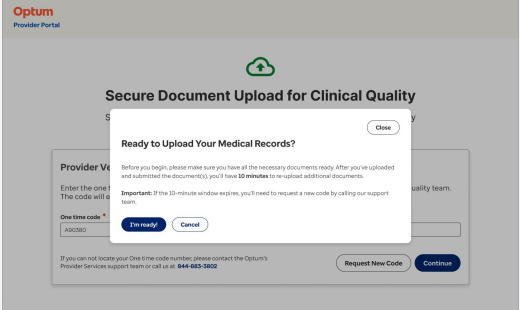 Optum
Provider Portal
Secure Document Upload for Clinical Quality
S
y
Close
Ready to Upload Your Medical Records?
Before you begin, please make sure you have all the necessary documents ready. After you've uploaded
and submitted the document(s), you'll have 10 minutes to re-upload additional documents.
Important: If the 10-minute window expires, you'll need to request a new code by calling our support
team.
I'm ready!
Cancel
Provider Ve
Enter the one t
uality team.
The code will e
One time code *
A90380
If you can not locate your One time code number, please contact the Optum's
Provider Services support team or call us at 844-883-3802
Request New Code
Continue